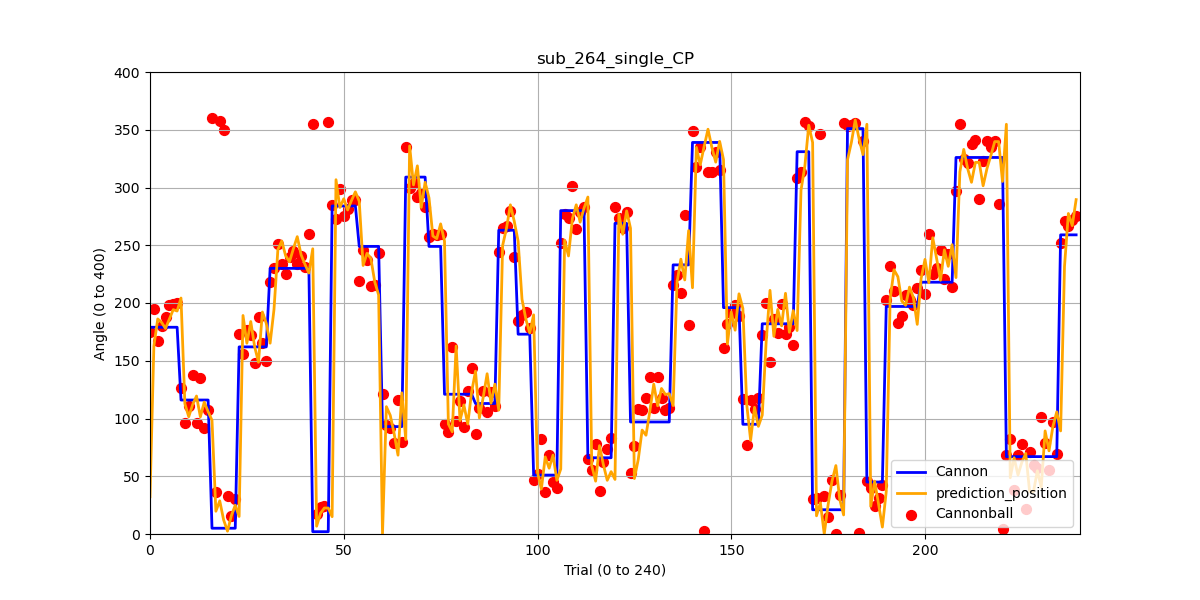 sub_264_single_CP
400
350
300
250
200
150
100
50
0
Angle (0 to 400)
0 50 100 150 200
Trial (0 to 240)
Cannon
prediction_position
Cannonball